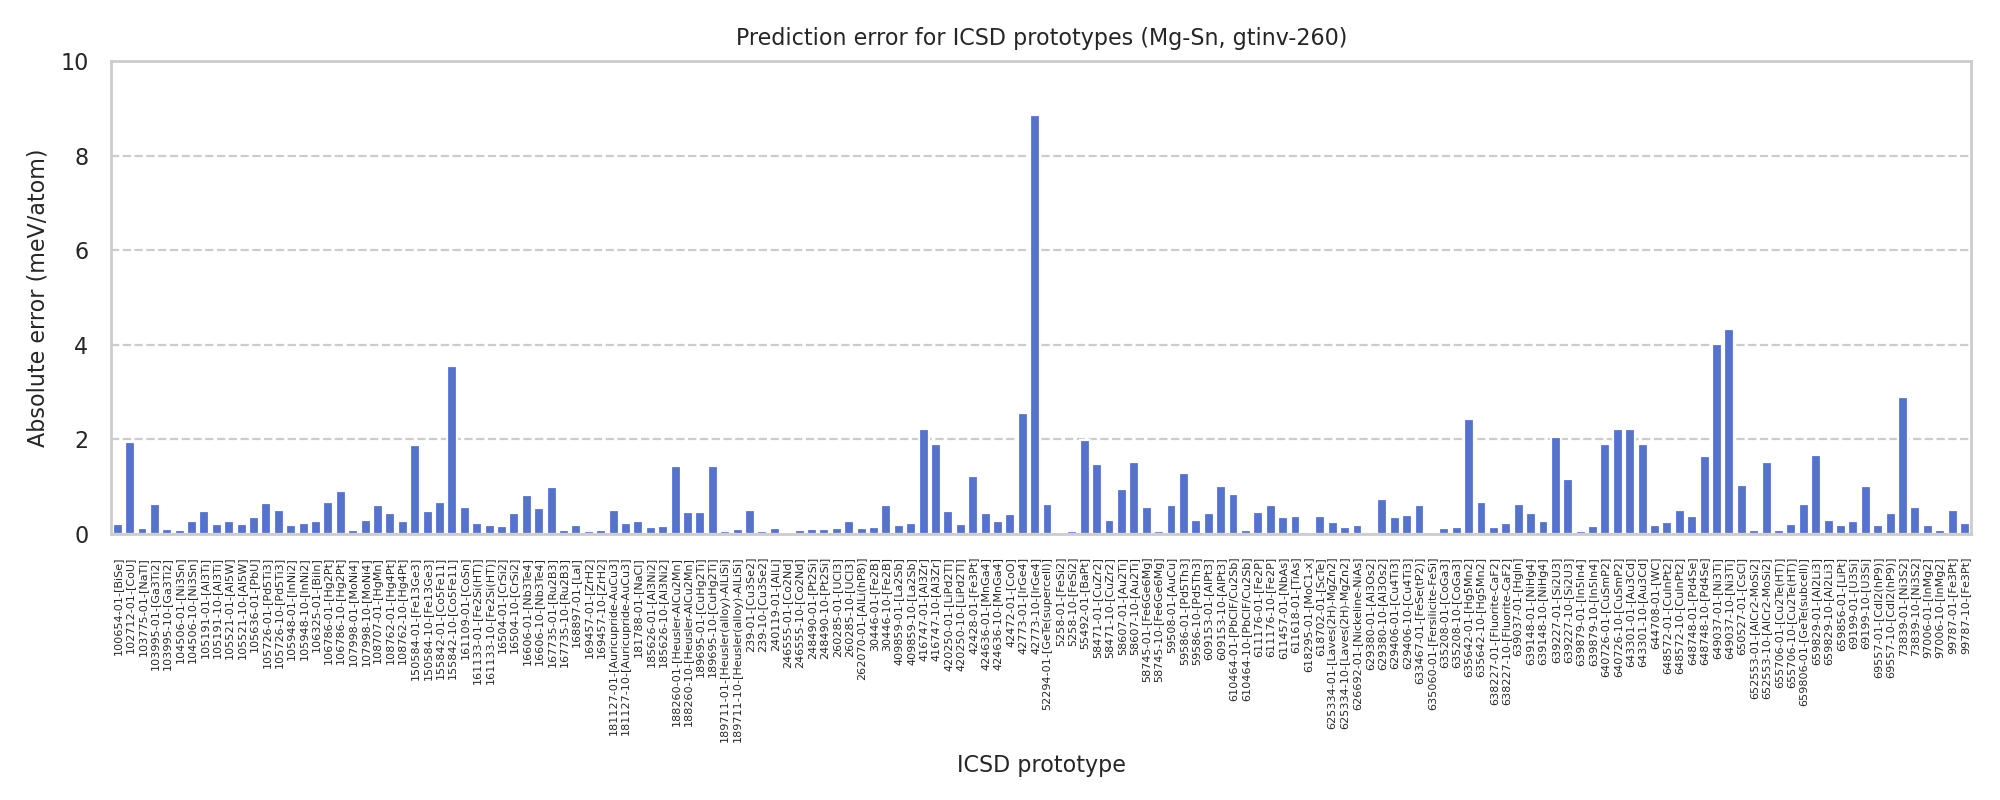 Prediction error for ICSD prototypes (Mg-Sn, gtinv-260)
Absolute error (meV/atom)
10
8
6
4
2
0
100654-01-[BiSe]
102712-01-[CoU]
103775-01-[NaTl]
103995-01-[Ga3Ti2]
103995-10-[Ga3Ti2]
104506-01-[Ni3Sn]
104506-10-[Ni3Sn]
105191-01-[Al3Ti]
105191-10-[Al3Ti]
105521-01-[Al5W]
105521-10-[Al5W]
105636-01-[PbU]
105726-01-[Pd5Ti3]
105726-10-[Pd5Ti3]
105948-01-[InNi2]
105948-10-[InNi2]
106325-01-[BiIn]
106786-01-[Hg2Pt]
106786-10-[Hg2Pt]
107998-01-[MoNi4]
107998-10-[MoNi4]
108707-01-[HgMn]
108762-01-[Hg4Pt]
108762-10-[Hg4Pt]
150584-01-[Fe13Ge3]
150584-10-[Fe13Ge3]
155842-01-[Co5Fe11]
155842-10-[Co5Fe11]
161109-01-[CoSn]
161133-01-[Fe2Si(HT)]
161133-10-[Fe2Si(HT)]
16504-01-[CrSi2]
16504-10-[CrSi2]
16606-01-[Nb3Te4]
16606-10-[Nb3Te4]
167735-01-[Ru2B3]
167735-10-[Ru2B3]
168897-01-[LaI]
169457-01-[ZrH2]
169457-10-[ZrH2]
181127-01-[Auricupride-AuCu3]
181127-10-[Auricupride-AuCu3]
181788-01-[NaCl]
185626-01-[Al3Ni2]
185626-10-[Al3Ni2]
188260-01-[Heusler-AlCu2Mn]
188260-10-[Heusler-AlCu2Mn]
189695-01-[CuHg2Ti]
189695-10-[CuHg2Ti]
189711-01-[Heusler(alloy)-AlLiSi]
189711-10-[Heusler(alloy)-AlLiSi]
239-01-[Cu3Se2]
239-10-[Cu3Se2]
240119-01-[AlLi]
246555-01-[Co2Nd]
246555-10-[Co2Nd]
248490-01-[Pt2Si]
248490-10-[Pt2Si]
260285-01-[UCl3]
260285-10-[UCl3]
262070-01-[AlLi(hP8)]
30446-01-[Fe2B]
30446-10-[Fe2B]
409859-01-[La2Sb]
409859-10-[La2Sb]
416747-01-[Al3Zr]
416747-10-[Al3Zr]
420250-01-[LiPd2Tl]
420250-10-[LiPd2Tl]
42428-01-[Fe3Pt]
424636-01-[MnGa4]
424636-10-[MnGa4]
42472-01-[CoO]
42773-01-[IrGe4]
42773-10-[IrGe4]
52294-01-[GeTe(supercell)]
5258-01-[FeSi2]
5258-10-[FeSi2]
55492-01-[BaPt]
58471-01-[CuZr2]
58471-10-[CuZr2]
58607-01-[Au2Ti]
58607-10-[Au2Ti]
58745-01-[Fe6Ge6Mg]
58745-10-[Fe6Ge6Mg]
59508-01-[AuCu]
59586-01-[Pd5Th3]
59586-10-[Pd5Th3]
609153-01-[AlPt3]
609153-10-[AlPt3]
610464-01-[PbClF/Cu2Sb]
610464-10-[PbClF/Cu2Sb]
611176-01-[Fe2P]
611176-10-[Fe2P]
611457-01-[NbAs]
611618-01-[TiAs]
618295-01-[MoC1-x]
618702-01-[ScTe]
625334-01-[Laves(2H)-MgZn2]
625334-10-[Laves(2H)-MgZn2]
626692-01-[Nickeline-NiAs]
629380-01-[Al3Os2]
629380-10-[Al3Os2]
629406-01-[Cu4Ti3]
629406-10-[Cu4Ti3]
633467-01-[FeSe(tP2)]
635060-01-[Fersilicite-FeSi]
635208-01-[CoGa3]
635208-10-[CoGa3]
635642-01-[Hg5Mn2]
635642-10-[Hg5Mn2]
638227-01-[Fluorite-CaF2]
638227-10-[Fluorite-CaF2]
639037-01-[HgIn]
639148-01-[NiHg4]
639148-10-[NiHg4]
639227-01-[Si2U3]
639227-10-[Si2U3]
639879-01-[In5In4]
639879-10-[In5In4]
640726-01-[CuSmP2]
640726-10-[CuSmP2]
643301-01-[Au3Cd]
643301-10-[Au3Cd]
644708-01-[WC]
648572-01-[CuInPt2]
648572-10-[CuInPt2]
648748-01-[Pd4Se]
648748-10-[Pd4Se]
649037-01-[Ni3Ti]
649037-10-[Ni3Ti]
650527-01-[CsCl]
652553-01-[AlCr2-MoSi2]
652553-10-[AlCr2-MoSi2]
655706-01-[Cu2Te(HT)]
655706-10-[Cu2Te(HT)]
659806-01-[GeTe(subcell)]
659829-01-[Al2Li3]
659829-10-[Al2Li3]
659856-01-[LiPt]
69199-01-[U3Si]
69199-10-[U3Si]
69557-01-[CdI2(hP9)]
69557-10-[CdI2(hP9)]
73839-01-[Ni3S2]
73839-10-[Ni3S2]
97006-01-[InMg2]
97006-10-[InMg2]
99787-01-[Fe3Pt]
99787-10-[Fe3Pt]
ICSD prototype